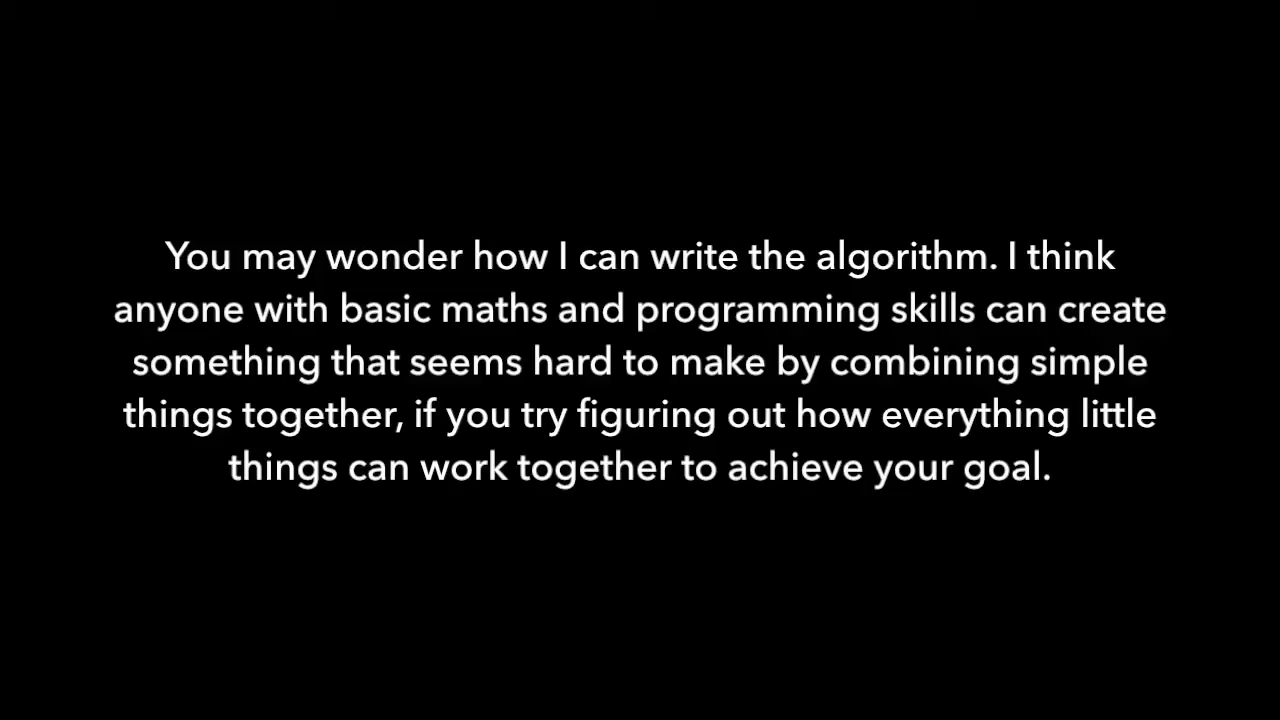 You may wonder how I can write the algorithm. I think
anyone with basic maths and programming skills can create
something that seems hard to make by combining simple
things together, if you try figuring out how everything little
things can work together to achieve your goal.